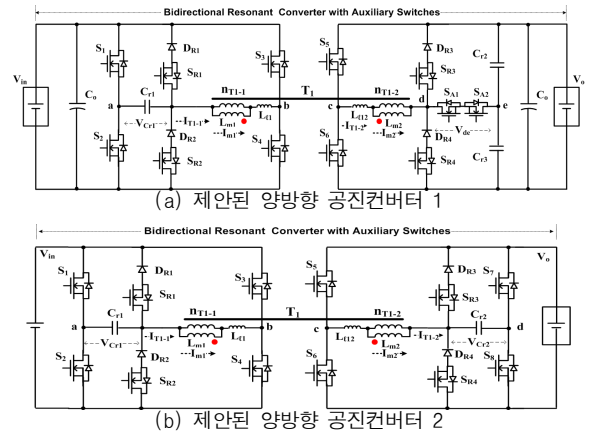 Bidirectional Resonant Converter with Auxiliary Switches
Vin
Co
S1
S2
a
Cr1
VCr1
DR1
SR1
DR2
SR2
IT1-1
nT1-1
Lm1
Im1
Ll1
S3
b
S4
T1
S5
c
S6
Ll12
IT1-2
nT1-2
Lm2
Im2
DR3
SR3
d
DR4
SR4
SA1
SA2
Vdc
e
Cr2
Cr3
Co
Vo
(a) 제안된 양방향 공진컨버터 1
Bidirectional Resonant Converter with Auxiliary Switches
Vin
S1
a
S2
Cr1
VCr1
DR1
SR1
DR2
SR2
IT1-1
nT1-1
Lm1
Im1
Ll1
S3
b
S4
T1
S5
c
S6
Ll12
nT1-2
Lm2
Im2
IT1-2
DR3
SR3
DR4
SR4
Cr2
VCr2
S7
d
S8
Vo
(b) 제안된 양방향 공진컨버터 2